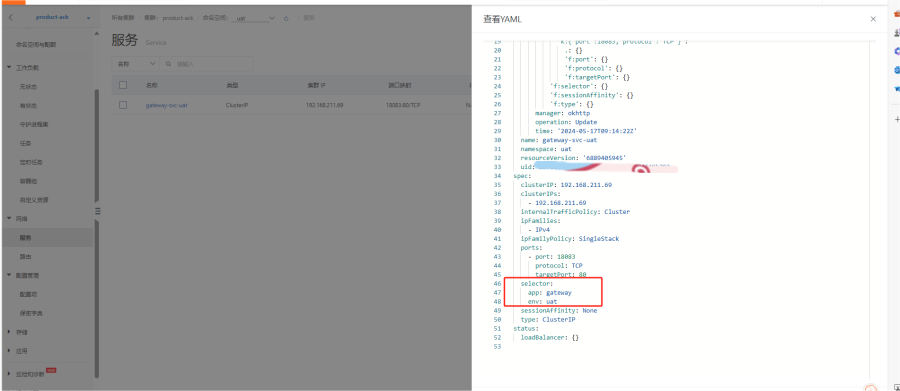 product-ack
所有集群 / 集群: product-ack / 命名空间: uat / 服务
命名空间与配额
工作负载
无状态
有状态
守护进程集
任务
定时任务
容器组
自定义资源
网络
服务
路由
配置管理
配置项
保密字典
存储
应用
巡检和诊断
服务 Service
名称 请输入
名称 类型 集群 IP 端口映射
gateway-svc-uat ClusterIP 192.168.211.69 18083:80/TCP
查看YAML
19 'k:{"port":18083,"protocol":"TCP"}':
20 .: {}
21 'f:port': {}
22 'f:protocol': {}
23 'f:targetPort': {}
24 'f:selector': {}
25 'f:sessionAffinity': {}
26 'f:type': {}
27 manager: okhttp
28 operation: Update
29 time: '2024-05-17T09:14:22Z'
30 name: gateway-svc-uat
31 namespace: uat
32 resourceVersion: '6889405945'
33 uid:
34 spec:
35 clusterIP: 192.168.211.69
36 clusterIPs:
37 - 192.168.211.69
38 internalTrafficPolicy: Cluster
39 ipFamilies:
40 - IPv4
41 ipFamilyPolicy: SingleStack
42 ports:
43 - port: 18083
44 protocol: TCP
45 targetPort: 80
46 selector:
47 app: gateway
48 env: uat
49 sessionAffinity: None
50 type: ClusterIP
51 status:
52 loadBalancer: {}
53